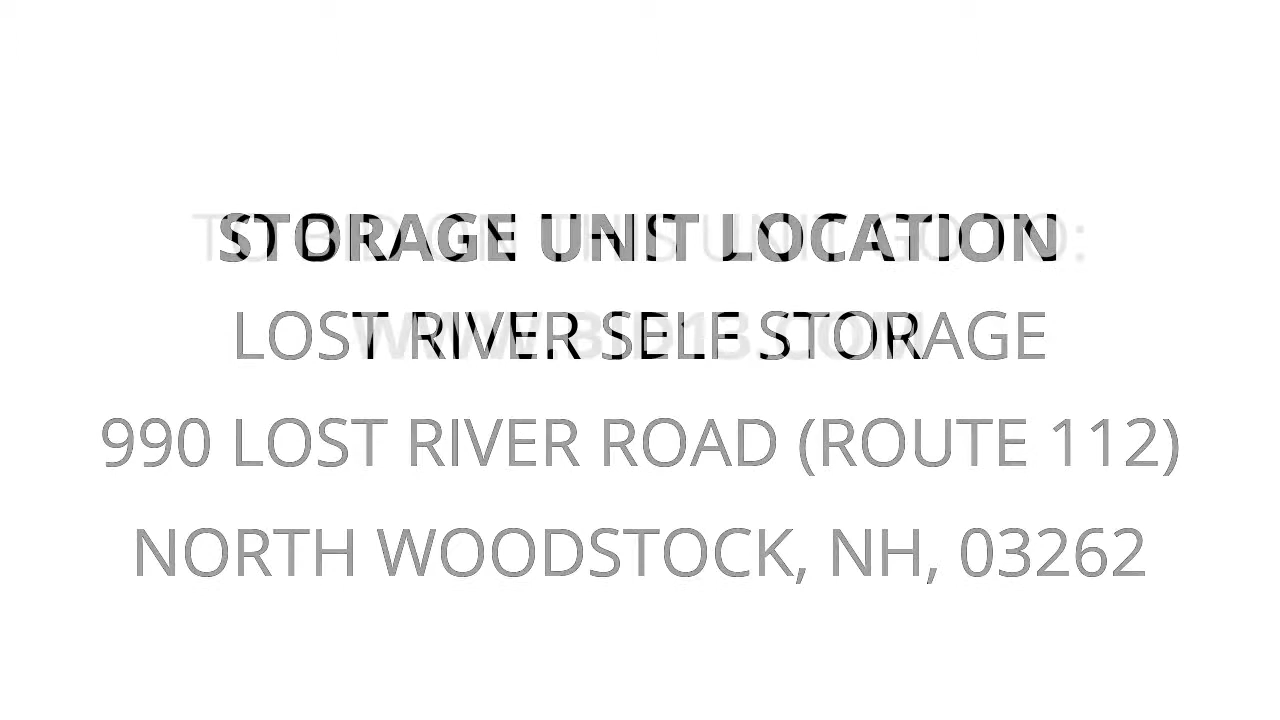 STORAGE UNIT LOCATION
LOST RIVER SELF STORAGE
990 LOST RIVER ROAD (ROUTE 112)
NORTH WOODSTOCK, NH, 03262